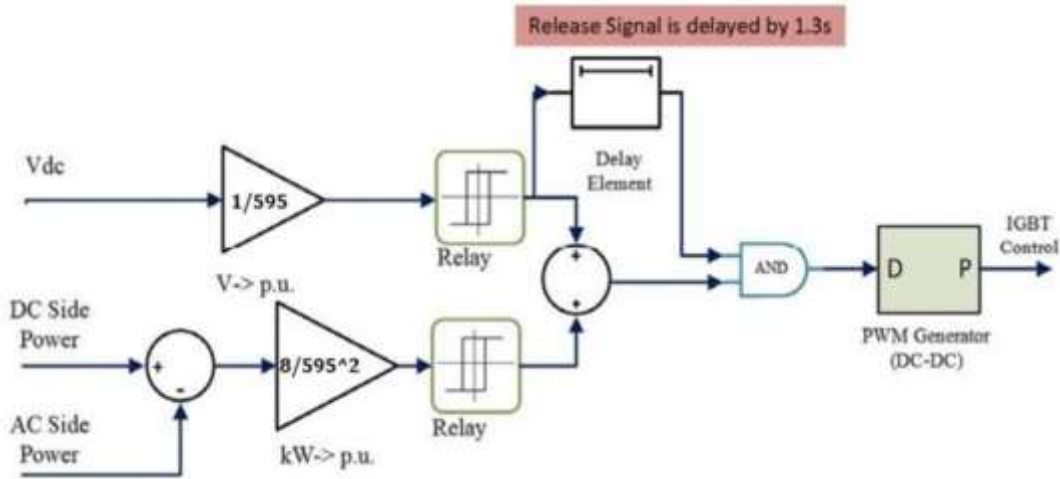 Release Signal is delayed by 1.3s
Vdc
1/595
V-> p.u.
Relay
Delay
Element
+
+
AND
D
P
IGBT
Control
PWM Generator
(DC-DC)
DC Side
Power
+
-
AC Side
Power
8/595^2
kW-> p.u.
Relay